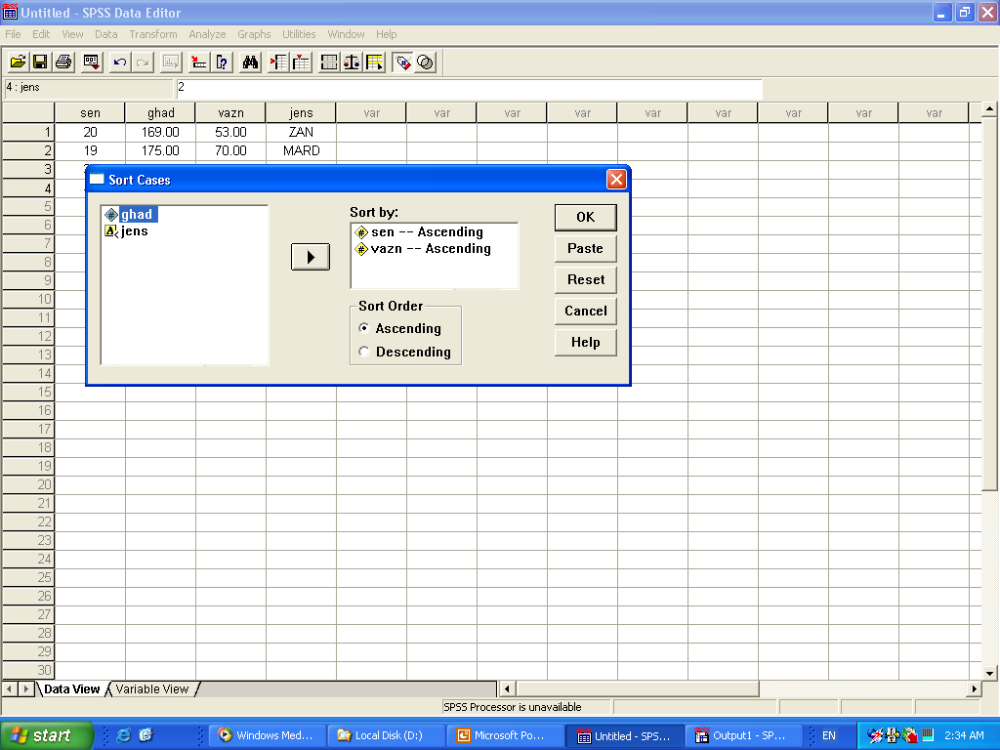 Untitled - SPSS Data Editor
File Edit View Data Transform Analyze Graphs Utilities Window Help
4 : jens 2
sen ghad vazn jens var var var var var var var var var
1 20 169.00 53.00 ZAN
2 19 175.00 70.00 MARD
3
4
Sort Cases
ghad
jens
Sort by:
sen -- Ascending
vazn -- Ascending
Sort Order
Ascending
Descending
OK
Paste
Reset
Cancel
Help
5
6
7
8
9
10
11
12
13
14
15
16
17
18
19
20
21
22
23
24
25
26
27
28
29
30
Data View Variable View
SPSS Processor is unavailable
start Windows Med... Local Disk (D:) Microsoft Po... Untitled - SPS... Output1 - SP... EN 2:34 AM